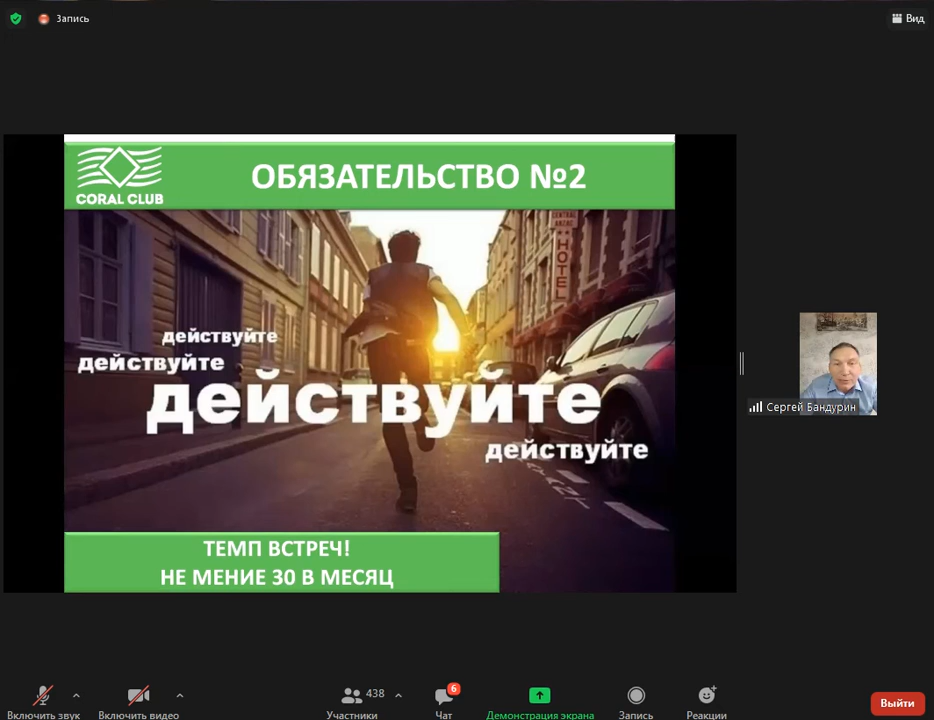 Запись
Вид
CORAL CLUB
ОБЯЗАТЕЛЬСТВО №2
CENTRAL
HOTEL
действуйте
действуйте
действуйте
действуйте
ТЕМП ВСТРЕЧ!
НЕ МЕНИЕ 30 В МЕСЯЦ
Сергей Бандурин
438
6
Включить звук
Включить видео
Участники
Чат
Демонстрация экрана
Запись
Реакции
Выйти